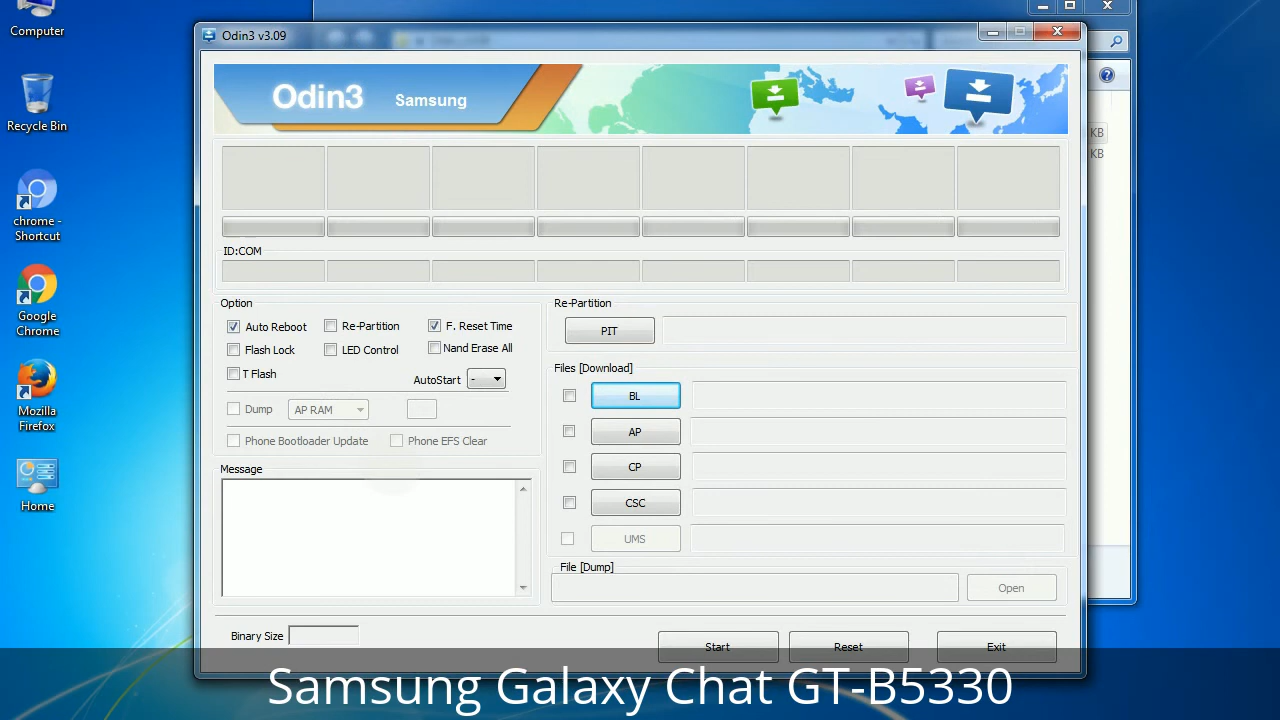 Computer
Recycle Bin
chrome - Shortcut
Google Chrome
Mozilla Firefox
Home
Odin3 v3.09
Odin3 Samsung
KB
KB
ID:COM
Option
Auto Reboot Re-Partition F. Reset Time
Flash Lock LED Control Nand Erase All
T Flash AutoStart -
Dump AP RAM
Phone Bootloader Update Phone EFS Clear
Message
Re-Partition
PIT
Files [Download]
BL
AP
CP
CSC
UMS
File [Dump]
Open
Binary Size
Start Reset Exit
Samsung Galaxy Chat GT-B5330